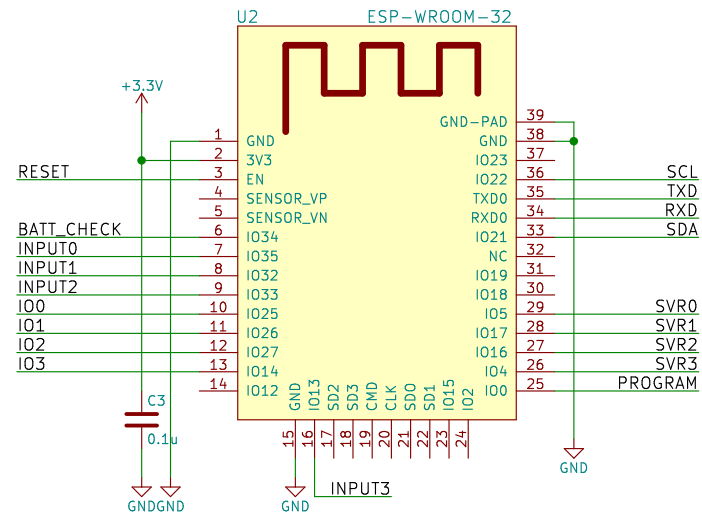 U2 ESP-WROOM-32
+3.3V
GND-PAD 39
1 GND GND 38
2 3V3 IO23 37
RESET 3 EN IO22 36 SCL
4 SENSOR_VP TXD0 35 TXD
5 SENSOR_VN RXD0 34 RXD
BATT_CHECK 6 IO34 IO21 33 SDA
INPUT0 7 IO35 NC 32
INPUT1 8 IO32 IO19 31
INPUT2 9 IO33 IO18 30
IO0 10 IO25 IO5 29 SVR0
IO1 11 IO26 IO17 28 SVR1
IO2 12 IO27 IO16 27 SVR2
IO3 13 IO14 IO4 26 SVR3
14 IO12 IO0 25 PROGRAM
GND IO13 SD2 SD3 CMD CLK SD0 SD1 IO15 IO2
15 16 17 18 19 20 21 22 23 24
C3
0.1u
GND
INPUT3
GND GND GND